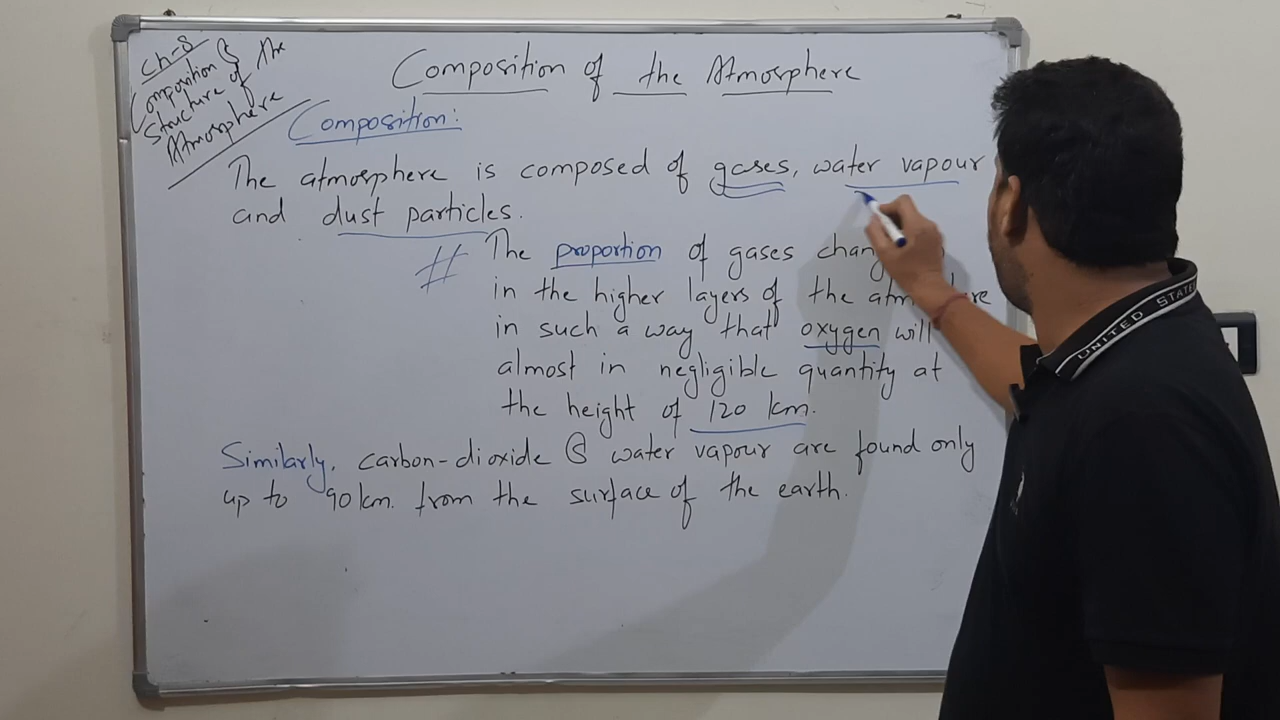 Ch-8
Composition &
Structure of the
Atmosphere
Composition of the Atmosphere
Composition:
The atmosphere is composed of gases, water vapour
and dust particles.
# The proportion of gases
in the higher layers of the
in such a way that oxygen will
almost in negligible quantity at
the height of 120 km.
Similarly, carbon-dioxide & water vapour are found only
up to 90 km. from the surface of the earth.
UNITED STATE